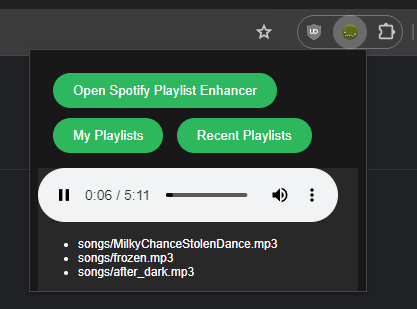 UD
Open Spotify Playlist Enhancer
My Playlists
Recent Playlists
0:06 / 5:11
songs/MilkyChanceStolenDance.mp3
songs/frozen.mp3
songs/after_dark.mp3